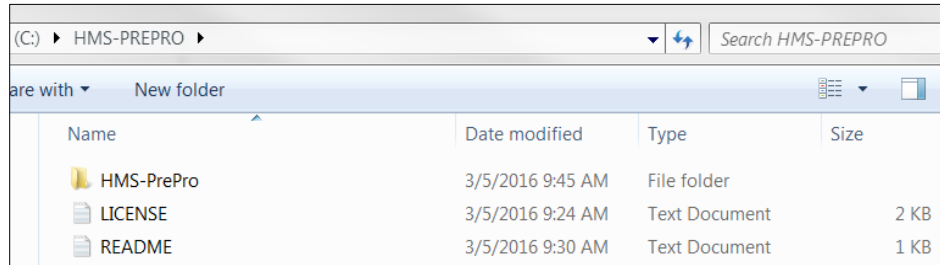 (C:) HMS-PREPRO Search HMS-PREPRO
are with New folder
Name Date modified Type Size
HMS-PrePro 3/5/2016 9:45 AM File folder
LICENSE 3/5/2016 9:24 AM Text Document 2 KB
README 3/5/2016 9:30 AM Text Document 1 KB